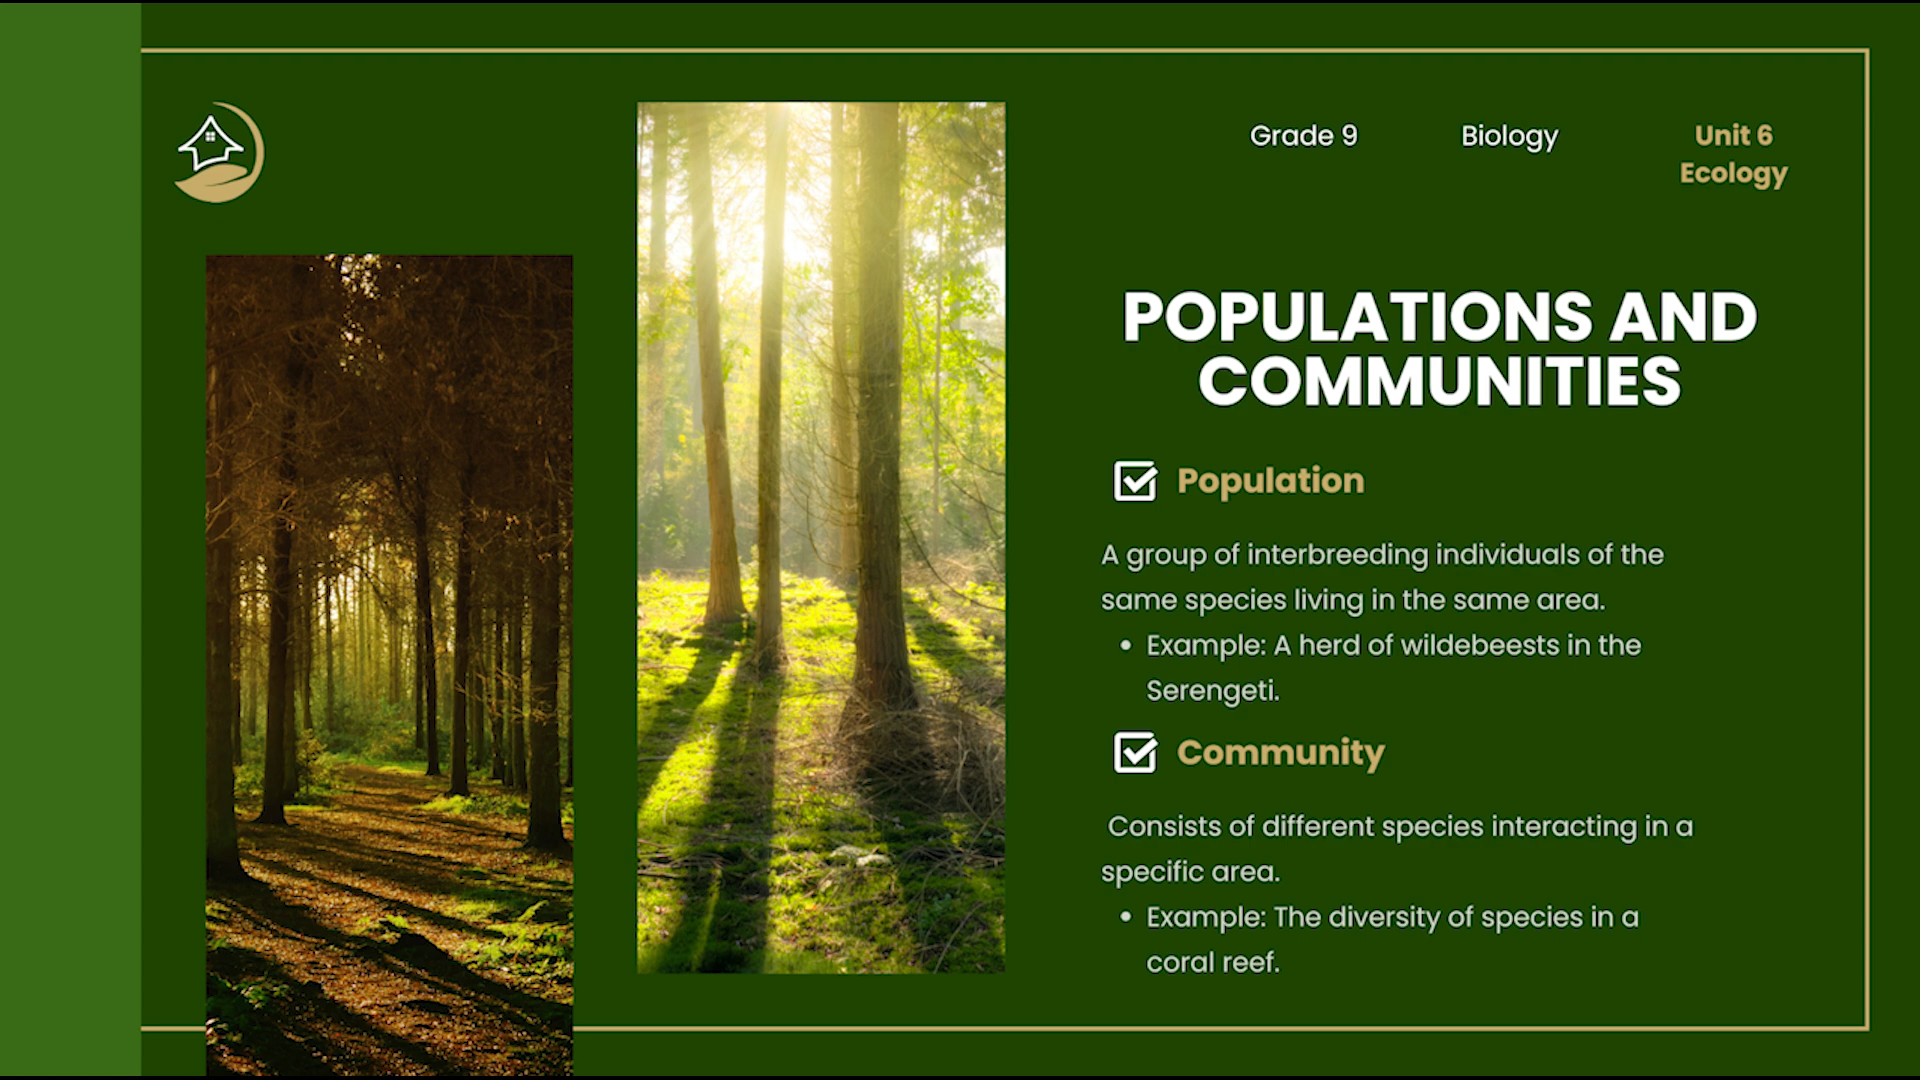 Grade 9
Biology
Unit 6
Ecology
POPULATIONS AND
COMMUNITIES
Population
A group of interbreeding individuals of the
same species living in the same area.
• Example: A herd of wildebeests in the
Serengeti.
Community
Consists of different species interacting in a
specific area.
• Example: The diversity of species in a
coral reef.